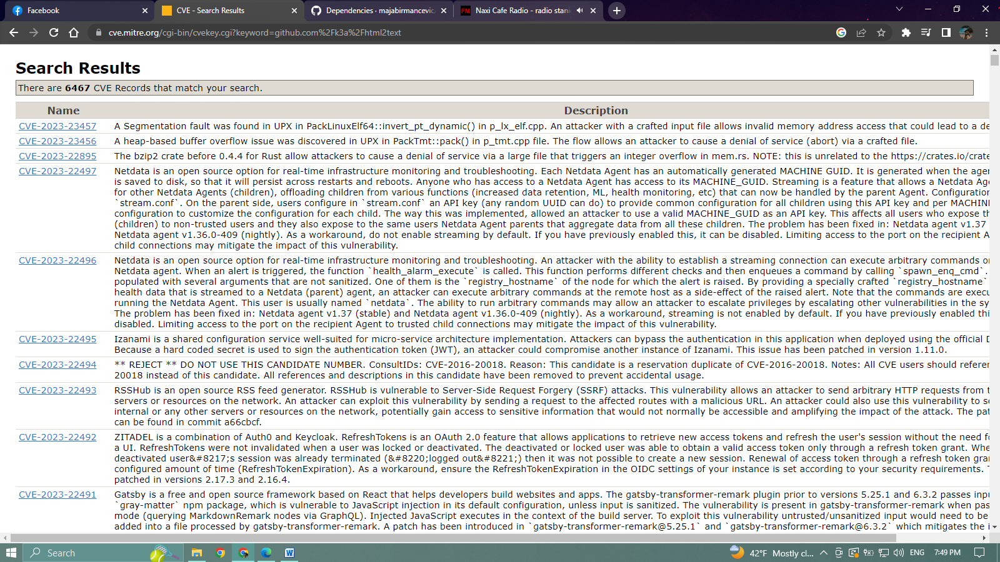 Facebook
CVE - Search Results
Dependencies · majabirmancevic
Naxi Cafe Radio - radio stani
cve.mitre.org/cgi-bin/cvekey.cgi?keyword=github.com%2Fk3a%2Fhtml2text
Search Results
There are 6467 CVE Records that match your search.
Name Description
CVE-2023-23457 A Segmentation fault was found in UPX in PackLinuxElf64::invert_pt_dynamic() in p_lx_elf.cpp. An attacker with a crafted input file allows invalid memory address access that could lead to a de
CVE-2023-23456 A heap-based buffer overflow issue was discovered in UPX in PackTmt::pack() in p_tmt.cpp file. The flow allows an attacker to cause a denial of service (abort) via a crafted file.
CVE-2023-22895 The bzip2 crate before 0.4.4 for Rust allow attackers to cause a denial of service via a large file that triggers an integer overflow in mem.rs. NOTE: this is unrelated to the https://crates.io/crate
CVE-2023-22497 Netdata is an open source option for real-time infrastructure monitoring and troubleshooting. Each Netdata Agent has an automatically generated MACHINE GUID. It is generated when the agen
is saved to disk, so that it will persist across restarts and reboots. Anyone who has access to a Netdata Agent has access to its MACHINE_GUID. Streaming is a feature that allows a Netdata Ag
for other Netdata Agents (children), offloading children from various functions (increased data retention, ML, health monitoring, etc) that can now be handled by the parent Agent. Configuration
`stream.conf`. On the parent side, users configure in `stream.conf` an API key (any random UUID can do) to provide common configuration for all children using this API key and per MACHIN
configuration to customize the configuration for each child. The way this was implemented, allowed an attacker to use a valid MACHINE_GUID as an API key. This affects all users who expose th
(children) to non-trusted users and they also expose to the same users Netdata Agent parents that aggregate data from all these children. The problem has been fixed in: Netdata agent v1.37
Netdata agent v1.36.0-409 (nightly). As a workaround, do not enable streaming by default. If you have previously enabled this, it can be disabled. Limiting access to the port on the recipient A
child connections may mitigate the impact of this vulnerability.
CVE-2023-22496 Netdata is an open source option for real-time infrastructure monitoring and troubleshooting. An attacker with the ability to establish a streaming connection can execute arbitrary commands o
Netdata agent. When an alert is triggered, the function `health_alarm_execute` is called. This function performs different checks and then enqueues a command by calling `spawn_enq_cmd`.
populated with several arguments that are not sanitized. One of them is the `registry_hostname` of the node for which the alert is raised. By providing a specially crafted `registry_hostname`
health data that is streamed to a Netdata (parent) agent, an attacker can execute arbitrary commands at the remote host as a side-effect of the raised alert. Note that the commands are execu
running the Netdata Agent. This user is usually named `netdata`. The ability to run arbitrary commands may allow an attacker to escalate privileges by escalating other vulnerabilities in the sy
The problem has been fixed in: Netdata agent v1.37 (stable) and Netdata agent v1.36.0-409 (nightly). As a workaround, streaming is not enabled by default. If you have previously enabled thi
disabled. Limiting access to the port on the recipient Agent to trusted child connections may mitigate the impact of this vulnerability.
CVE-2023-22495 Izanami is a shared configuration service well-suited for micro-service architecture implementation. Attackers can bypass the authentication in this application when deployed using the official D
Because a hard coded secret is used to sign the authentication token (JWT), an attacker could compromise another instance of Izanami. This issue has been patched in version 1.11.0.
CVE-2023-22494 ** REJECT ** DO NOT USE THIS CANDIDATE NUMBER. ConsultIDs: CVE-2016-20018. Reason: This candidate is a reservation duplicate of CVE-2016-20018. Notes: All CVE users should referen
20018 instead of this candidate. All references and descriptions in this candidate have been removed to prevent accidental usage.
CVE-2023-22493 RSSHub is an open source RSS feed generator. RSSHub is vulnerable to Server-Side Request Forgery (SSRF) attacks. This vulnerability allows an attacker to send arbitrary HTTP requests from t
servers or resources on the network. An attacker can exploit this vulnerability by sending a request to the affected routes with a malicious URL. An attacker could also use this vulnerability to se
internal or any other servers or resources on the network, potentially gain access to sensitive information that would not normally be accessible and amplifying the impact of the attack. The pat
can be found in commit a66cbcf.
CVE-2023-22492 ZITADEL is a combination of Auth0 and Keycloak. RefreshTokens is an OAuth 2.0 feature that allows applications to retrieve new access tokens and refresh the user's session without the need fo
a UI. RefreshTokens were not invalidated when a user was locked or deactivated. The deactivated or locked user was able to obtain a valid access token only through a refresh token grant. Whe
deactivated user&#8217;s session was already terminated (&#8220;logged out&#8221;) then it was not possible to create a new session. Renewal of access token through a refresh token gran
configured amount of time (RefreshTokenExpiration). As a workaround, ensure the RefreshTokenExpiration in the OIDC settings of your instance is set according to your security requirements. T
patched in versions 2.17.3 and 2.16.4.
CVE-2023-22491 Gatsby is a free and open source framework based on React that helps developers build websites and apps. The gatsby-transformer-remark plugin prior to versions 5.25.1 and 6.3.2 passes inpu
`gray-matter` npm package, which is vulnerable to JavaScript injection in its default configuration, unless input is sanitized. The vulnerability is present in gatsby-transformer-remark when pas
mode (querying MarkdownRemark nodes via GraphQL). Injected JavaScript executes in the context of the build server. To exploit this vulnerability untrusted/unsanitized input would need to be
added into a file processed by gatsby-transformer-remark. A patch has been introduced in `gatsby-transformer-remark@5.25.1` and `gatsby-transformer-remark@6.3.2` which mitigates the i
Search
42°F Mostly cl... ENG 7:49 PM